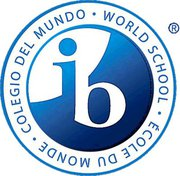 COLEGIO DEL MUNDO • WORLD SCHOOL • ÉCOLE DU MONDE •
ib
®